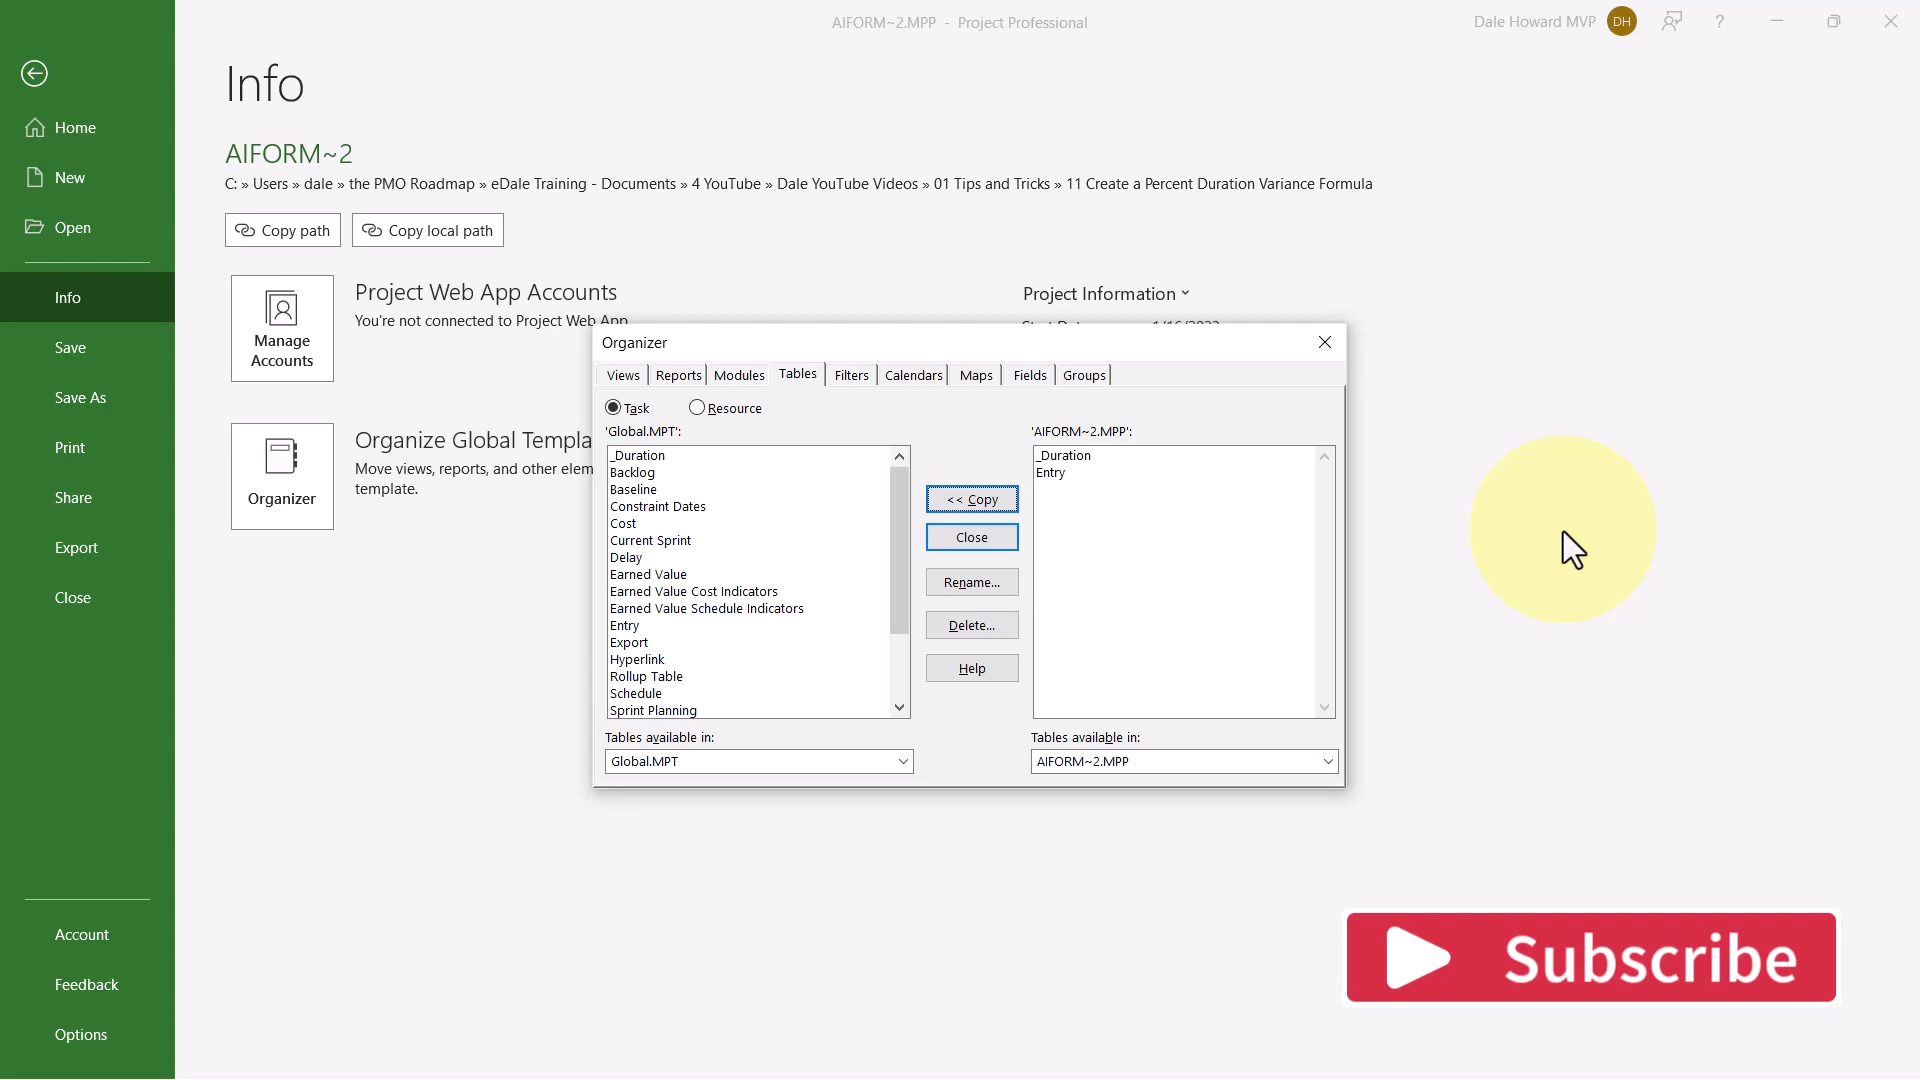 AIFORM~2.MPP - Project Professional
Dale Howard MVP
DH
?
Info
Home
New
Open
Info
Save
Save As
Print
Share
Export
Close
Account
Feedback
Options
AIFORM~2
C: » Users » dale » the PMO Roadmap » eDale Training - Documents » 4 YouTube » Dale YouTube Videos » 01 Tips and Tricks » 11 Create a Percent Duration Variance Formula
Copy path
Copy local path
Manage
Accounts
Project Web App Accounts
You're not connected to Project Web App
Project Information
Organizer
Organize Global Templa
Move views, reports, and other elem
template.
Organizer
Views Reports Modules Tables Filters Calendars Maps Fields Groups
Task
Resource
'Global.MPT':
_Duration
Backlog
Baseline
Constraint Dates
Cost
Current Sprint
Delay
Earned Value
Earned Value Cost Indicators
Earned Value Schedule Indicators
Entry
Export
Hyperlink
Rollup Table
Schedule
Sprint Planning
<< Copy
Close
Rename...
Delete...
Help
'AIFORM~2.MPP':
_Duration
Entry
Tables available in:
Global.MPT
Tables available in:
AIFORM~2.MPP
Subscribe